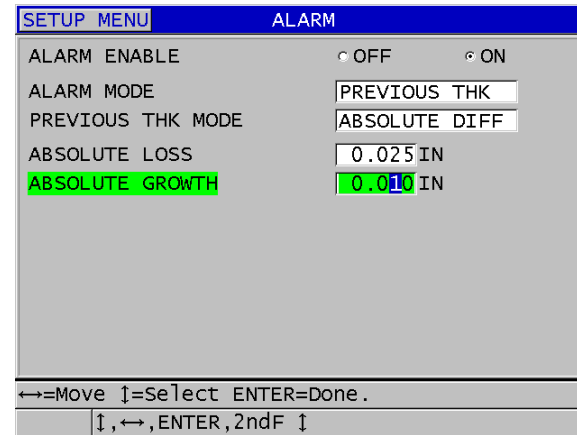 SETUP MENU ALARM
ALARM ENABLE OFF ON
ALARM MODE PREVIOUS THK
PREVIOUS THK MODE ABSOLUTE DIFF
ABSOLUTE LOSS 0.025 IN
ABSOLUTE GROWTH 0.010 IN
↔=Move ↕=Select ENTER=Done.
↕,↔,ENTER,2ndF ↕